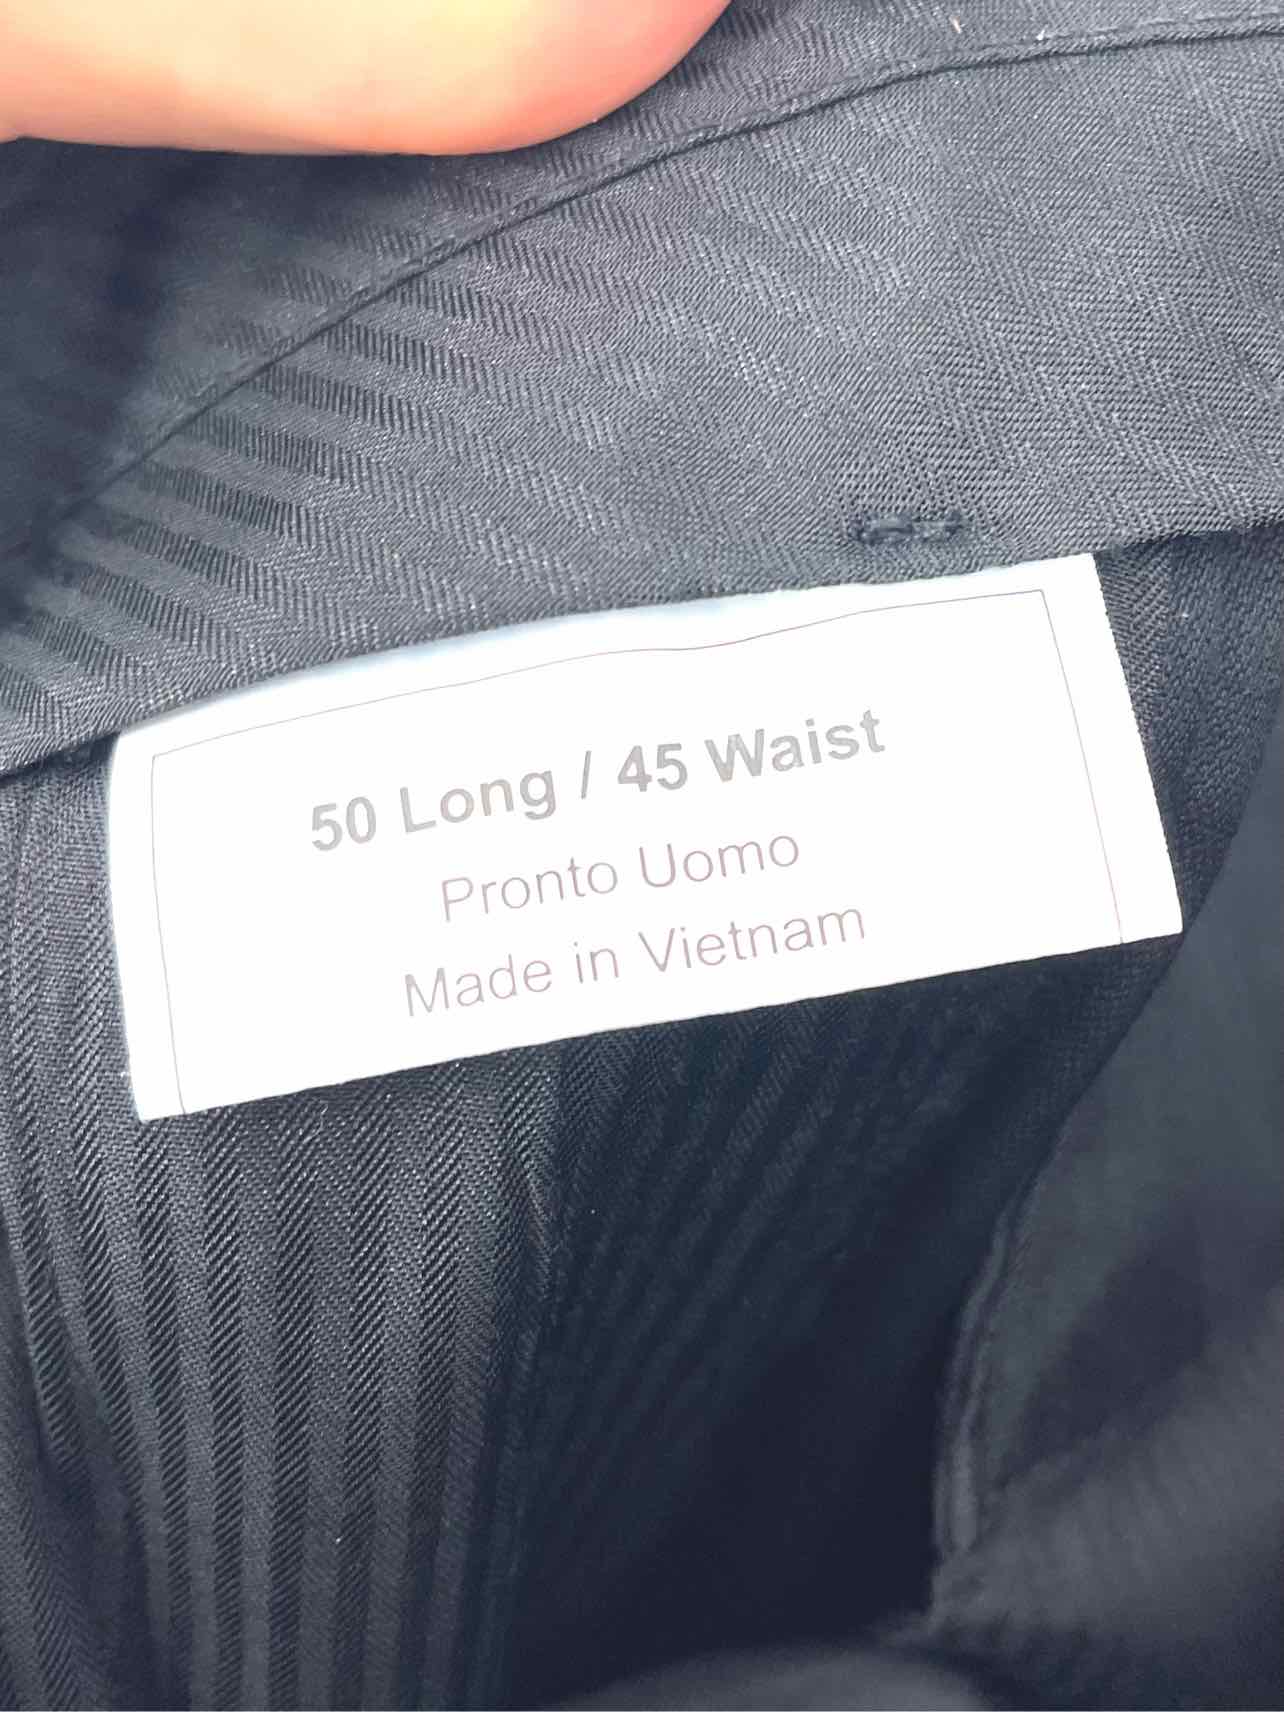 50 Long / 45 Waist
Pronto Uomo
Made in Vietnam